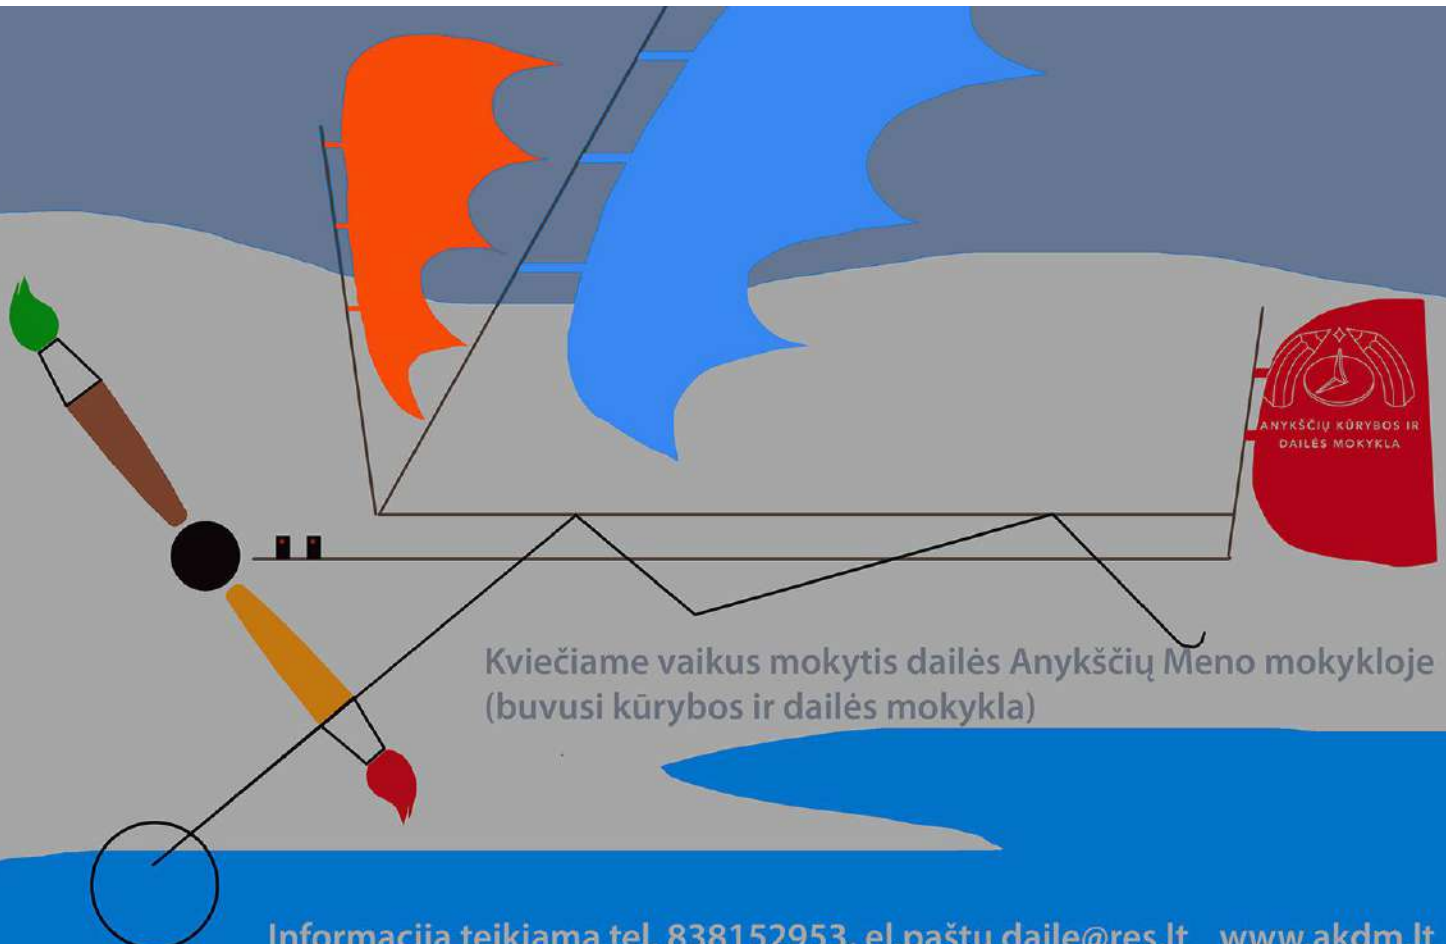 ANYKŠČIŲ KŪRYBOS IR
DAILĖS MOKYKLA
Kviečiame vaikus mokytis dailės Anykščių Meno mokykloje
(buvusi kūrybos ir dailės mokykla)
Informacija teikiama tel. 838152953, el.paštu daile@res.lt www.akdm.lt